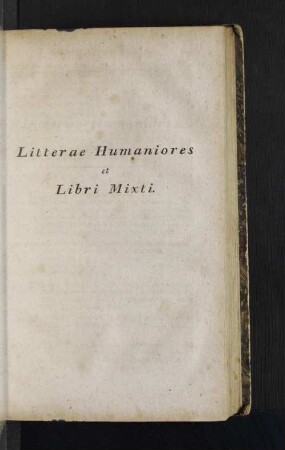 Litterae Humaniores
et
Libri Mixti.